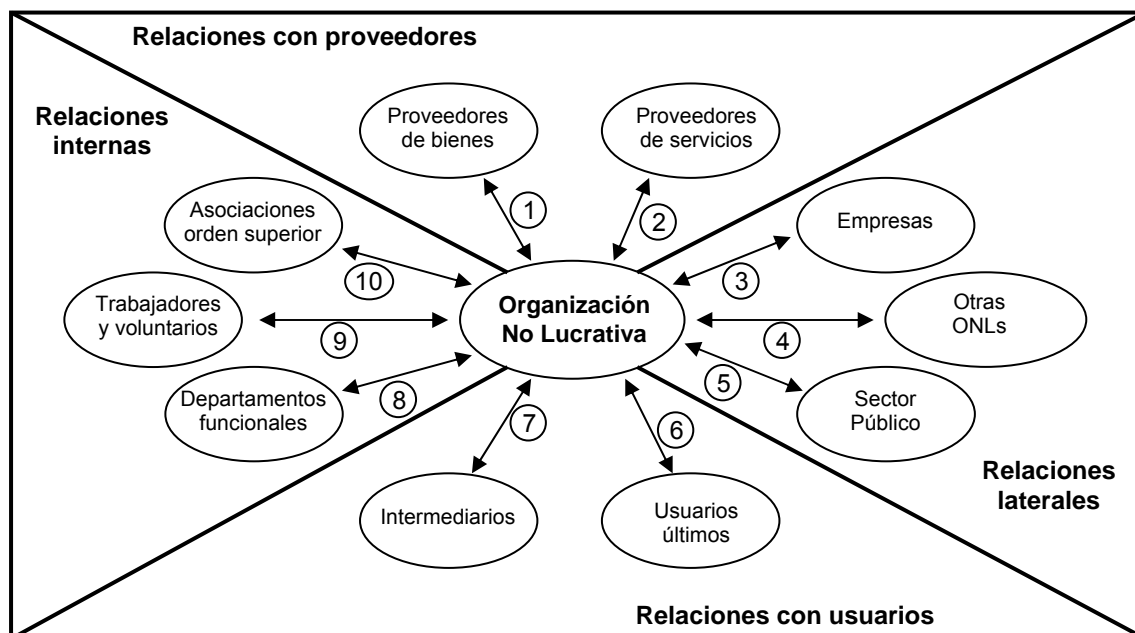 Relaciones con proveedores
Relaciones
internas
Proveedores
de bienes
Proveedores
de servicios
Asociaciones
orden superior
Empresas
1
2
10
3
Trabajadores
y voluntarios
Organización
No Lucrativa
Otras
ONLs
9
4
Departamentos
funcionales
8
5
Sector
Público
7
6
Intermediarios
Usuarios
últimos
Relaciones
laterales
Relaciones con usuarios